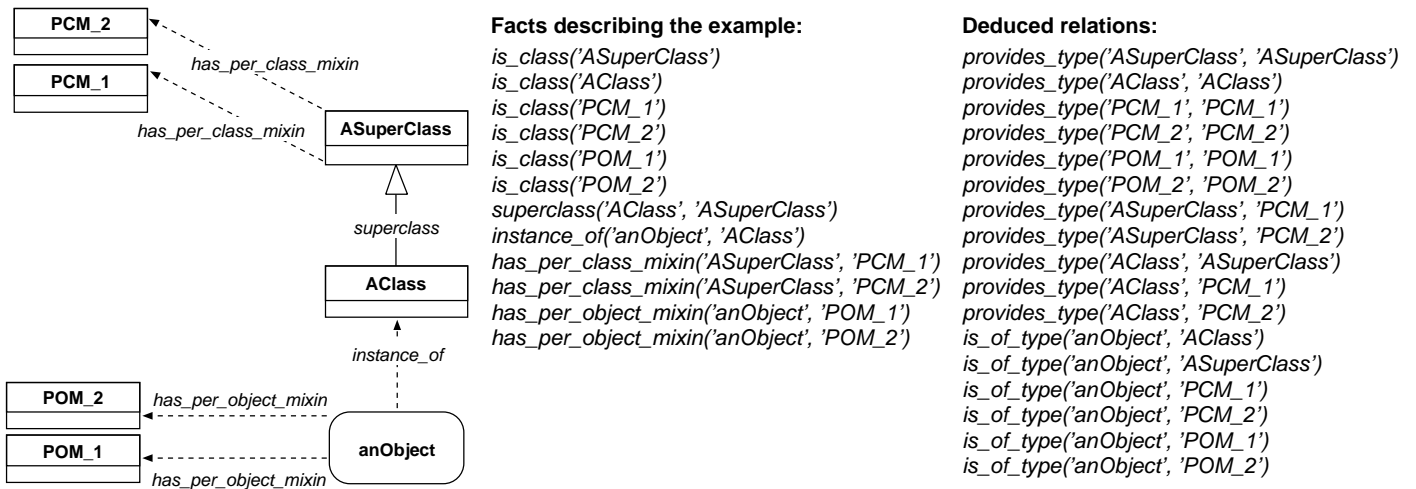 PCM_2
has_per_class_mixin
PCM_1
has_per_class_mixin
ASuperClass
superclass
AClass
instance_of
POM_2
has_per_object_mixin
POM_1
anObject
has_per_object_mixin
Facts describing the example:
is_class('ASuperClass')
is_class('AClass')
is_class('PCM_1')
is_class('PCM_2')
is_class('POM_1')
is_class('POM_2')
superclass('AClass', 'ASuperClass')
instance_of('anObject', 'AClass')
has_per_class_mixin('ASuperClass', 'PCM_1')
has_per_class_mixin('ASuperClass', 'PCM_2')
has_per_object_mixin('anObject', 'POM_1')
has_per_object_mixin('anObject', 'POM_2')
Deduced relations:
provides_type('ASuperClass', 'ASuperClass')
provides_type('AClass', 'AClass')
provides_type('PCM_1', 'PCM_1')
provides_type('PCM_2', 'PCM_2')
provides_type('POM_1', 'POM_1')
provides_type('POM_2', 'POM_2')
provides_type('ASuperClass', 'PCM_1')
provides_type('ASuperClass', 'PCM_2')
provides_type('AClass', 'ASuperClass')
provides_type('AClass', 'PCM_1')
provides_type('AClass', 'PCM_2')
is_of_type('anObject', 'AClass')
is_of_type('anObject', 'ASuperClass')
is_of_type('anObject', 'PCM_1')
is_of_type('anObject', 'PCM_2')
is_of_type('anObject', 'POM_1')
is_of_type('anObject', 'POM_2')